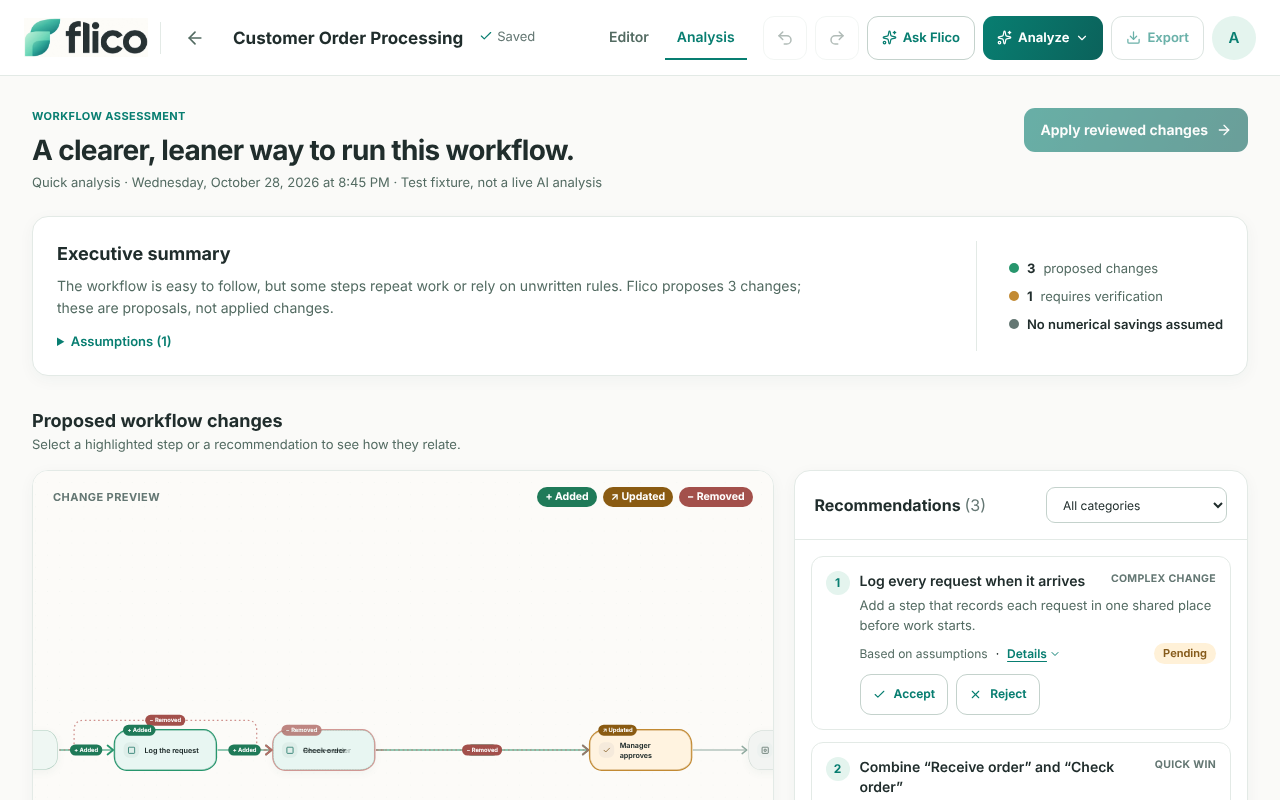 flico
Customer Order Processing
Saved
Editor
Analysis
Ask Flico
Analyze
Export
A
WORKFLOW ASSESSMENT
A clearer, leaner way to run this workflow.
Quick analysis · Wednesday, October 28, 2026 at 8:45 PM · Test fixture, not a live AI analysis
Apply reviewed changes
Executive summary
The workflow is easy to follow, but some steps repeat work or rely on unwritten rules. Flico proposes 3 changes;
these are proposals, not applied changes.
Assumptions (1)
3 proposed changes
1 requires verification
No numerical savings assumed
Proposed workflow changes
Select a highlighted step or a recommendation to see how they relate.
CHANGE PREVIEW
+ Added
↗ Updated
− Removed
− Removed
+ Added
+ Added
Log the request
+ Added
− Removed
Check order
− Removed
↗ Updated
Manager
approves
Recommendations (3)
All categories
1
Log every request when it arrives
COMPLEX CHANGE
Add a step that records each request in one shared place
before work starts.
Based on assumptions · Details
Pending
Accept
Reject
2
Combine “Receive order” and “Check
order”
QUICK WIN